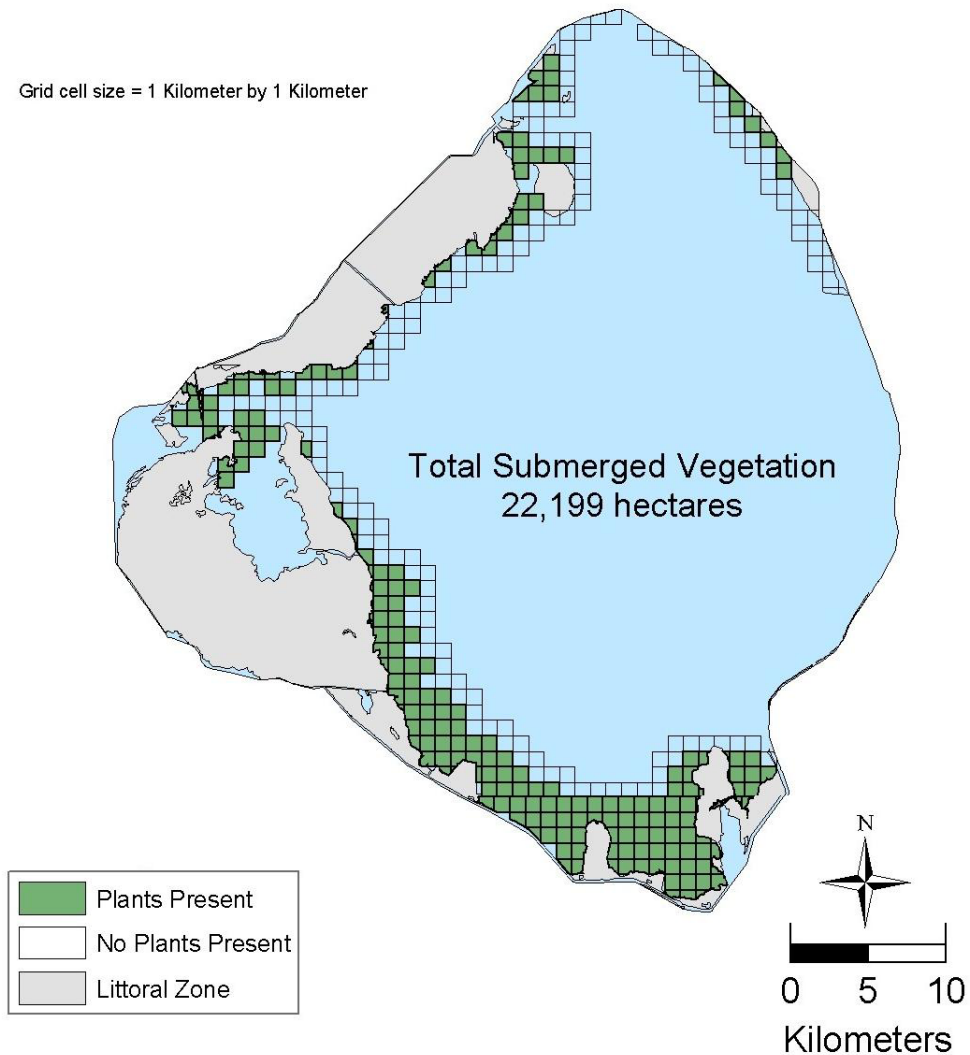 Grid cell size = 1 Kilometer by 1 Kilometer
Total Submerged Vegetation
22,199 hectares
Plants Present
No Plants Present
Littoral Zone
N
0 5 10
Kilometers